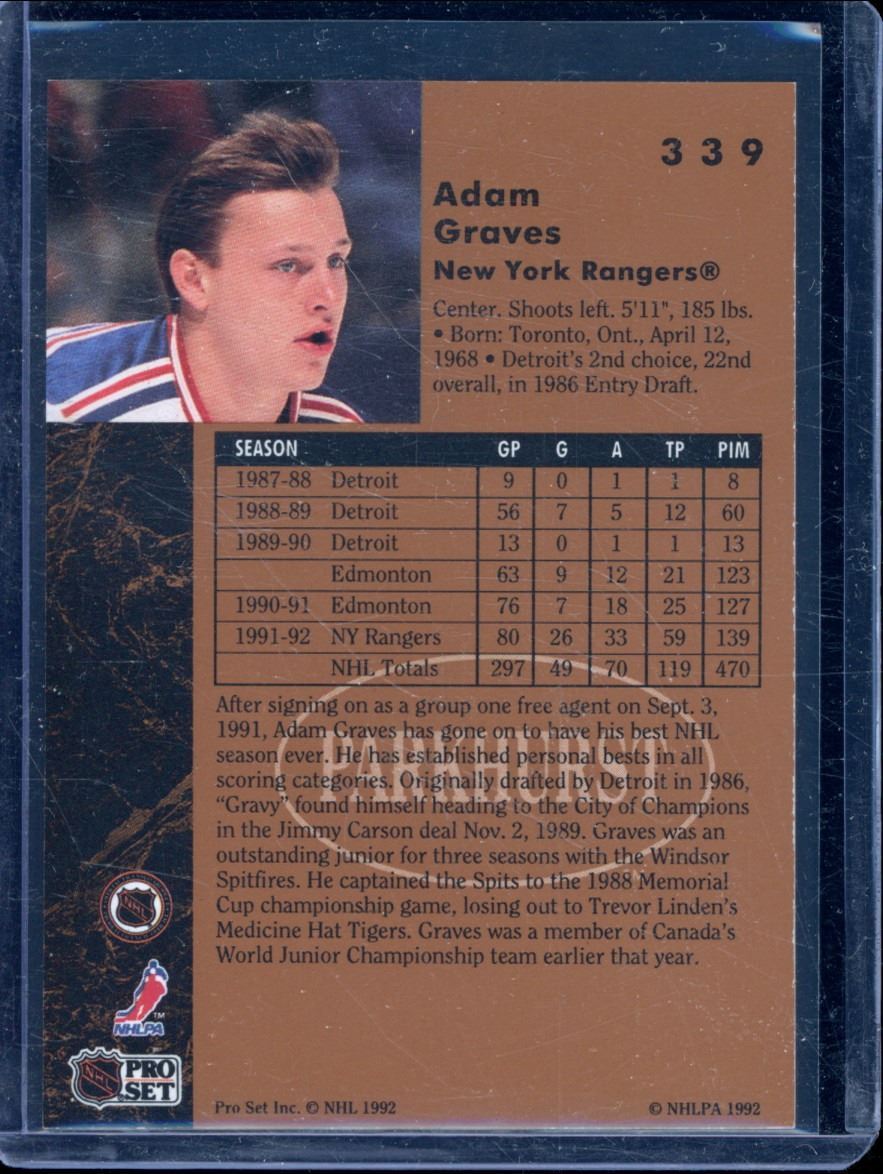 339
Adam
Graves
New York Rangers®
Center. Shoots left. 5'11", 185 lbs.
• Born: Toronto, Ont., April 12,
1968 • Detroit's 2nd choice, 22nd
overall, in 1986 Entry Draft.
SEASON GP G A TP PIM
1987-88 Detroit 9 0 1 1 8
1988-89 Detroit 56 7 5 12 60
1989-90 Detroit 13 0 1 1 13
Edmonton 63 9 12 21 123
1990-91 Edmonton 76 7 18 25 127
1991-92 NY Rangers 80 26 33 59 139
NHL Totals 297 49 70 119 470
After signing on as a group one free agent on Sept. 3,
1991, Adam Graves has gone on to have his best NHL
season ever. He has established personal bests in all
scoring categories. Originally drafted by Detroit in 1986,
"Gravy" found himself heading to the City of Champions
in the Jimmy Carson deal Nov. 2, 1989. Graves was an
outstanding junior for three seasons with the Windsor
Spitfires. He captained the Spits to the 1988 Memorial
Cup championship game, losing out to Trevor Linden's
Medicine Hat Tigers. Graves was a member of Canada's
World Junior Championship team earlier that year.
PARKHURST
NHL
TM
NHLPA
NHL
PRO
SET
Pro Set Inc. © NHL 1992
© NHLPA 1992